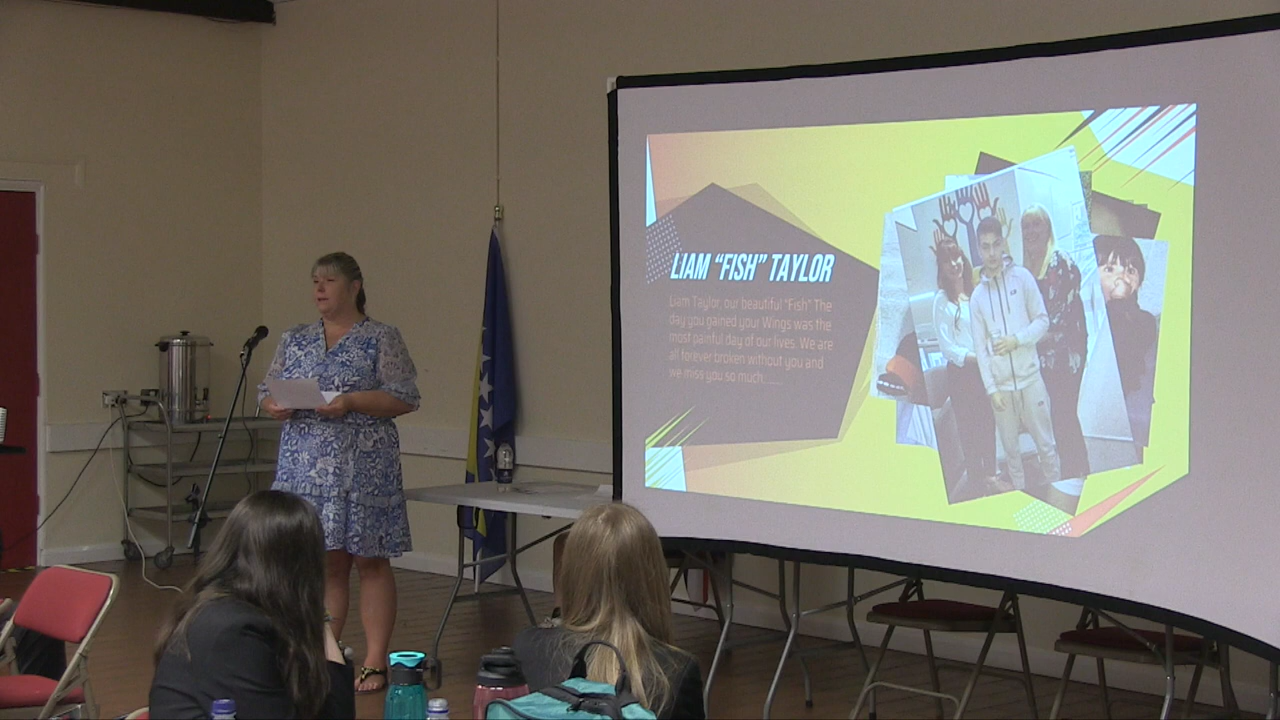 LIAM “FISH” TAYLOR
Liam Taylor, our beautiful “Fish” The
day you gained your Wings was the
most painful day of our lives. We are
all forever broken without you and
we miss you so much.......